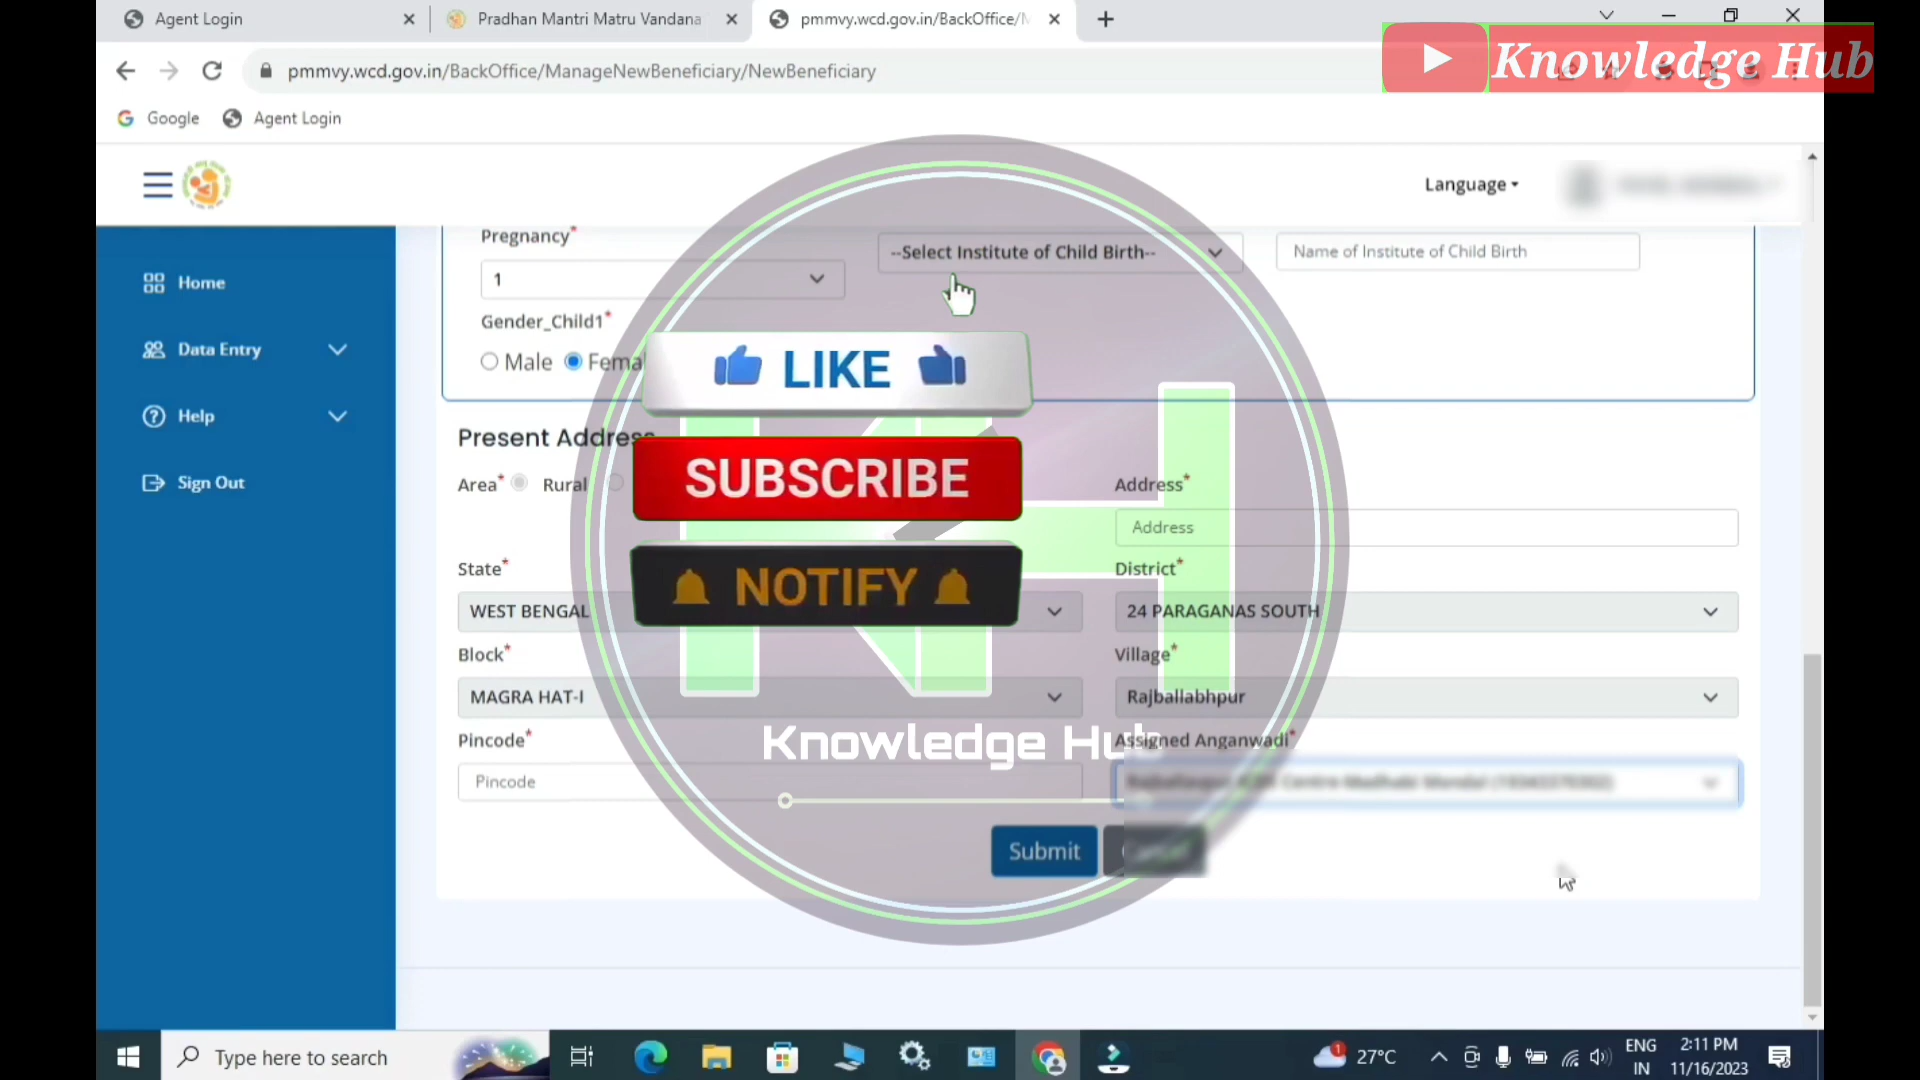 Agent Login
Pradhan Mantri Matru Vandana
pmmvy.wcd.gov.in/BackOffice/M
pmmvy.wcd.gov.in/BackOffice/ManageNewBeneficiary/NewBeneficiary
Knowledge Hub
Google
Agent Login
Language
Pregnancy*
--Select Institute of Child Birth--
Name of Institute of Child Birth
1
Home
Gender_Child1*
Data Entry
Male
Femal
LIKE
Help
Present Address
SUBSCRIBE
Sign Out
Area*
Rural
Address*
Address
State*
NOTIFY
District*
WEST BENGAL
24 PARAGANAS SOUTH
Block*
Village*
MAGRA HAT-I
Rajballabhpur
Pincode*
Knowledge Hub
Assigned Anganwadi*
Pincode
Submit
Type here to search
27°C
ENG
IN
2:11 PM
11/16/2023